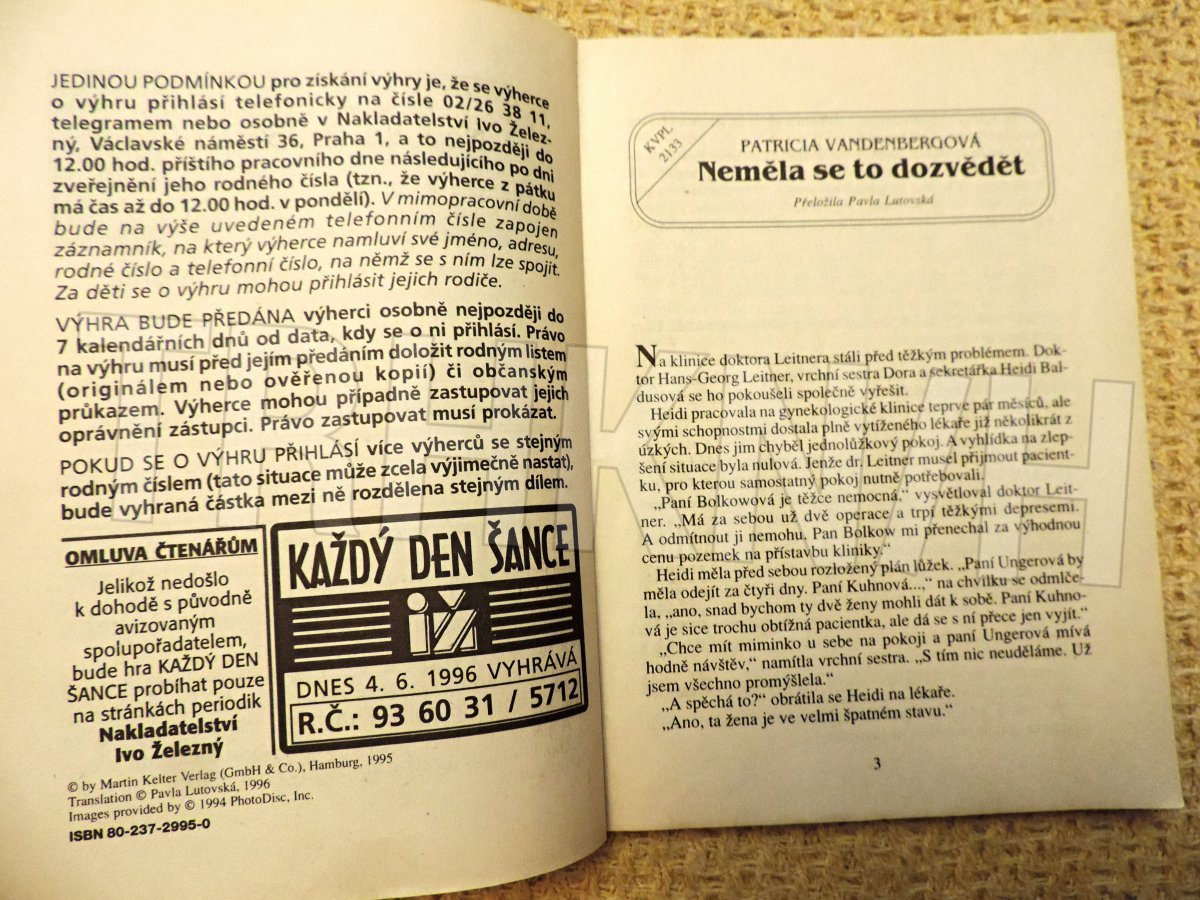 JEDINOU PODMÍNKOU pro získání výhry je, že se výherce
o výhru přihlásí telefonicky na čísle 02/26 38 11,
telegramem nebo osobně v Nakladatelství Ivo Želez-
ný, Václavské náměstí 36, Praha 1, a to nejpozději do
12.00 hod. příštího pracovního dne následujícího po dni
zveřejnění jeho rodného čísla (tzn., že výherce z pátku
má čas až do 12.00 hod. v pondělí). V mimopracovní době
bude na výše uvedeném telefonním čísle zapojen
záznamník, na který výherce namluví své jméno, adresu,
rodné číslo a telefonní číslo, na němž se s ním lze spojit.
Za děti se o výhru mohou přihlásit jejich rodiče.
VÝHRA BUDE PŘEDÁNA výherci osobně nejpozději do
7 kalendářních dnů od data, kdy se o ni přihlásí. Právo
na výhru musí před jejím předáním doložit rodným listem
(originálem nebo ověřenou kopií) či občanským
průkazem. Výherce mohou případně zastupovat jejich
oprávnění zástupci. Právo zastupovat musí prokázat.
POKUD SE O VÝHRU PŘIHLÁSÍ více výherců se stejným
rodným číslem (tato situace může zcela výjimečně nastat),
bude vyhraná částka mezi ně rozdělena stejným dílem.
OMLUVA ČTENÁŘŮM
Jelikož nedošlo
k dohodě s původně
avizovaným
spolupořadatelem,
bude hra KAŽDÝ DEN
ŠANCE probíhat pouze
na stránkách periodik
Nakladatelství
Ivo Železný
KAŽDÝ DEN ŠANCE
iž
DNES 4. 6. 1996 VYHRÁVÁ
R.Č.: 93 60 31 / 5712
© by Martin Kelter Verlag (GmbH & Co.), Hamburg, 1995
Translation © Pavla Lutovská, 1996
Images provided by © 1994 PhotoDisc, Inc.
ISBN 80-237-2995-0
KVPL
2133
PATRICIA VANDENBERGOVÁ
Neměla se to dozvědět
Přeložila Pavla Lutovská
Na klinice doktora Leitnera stáli před těžkým problémem. Dok-
tor Hans-Georg Leitner, vrchní sestra Dora a sekretářka Heidi Bal-
dusová se ho pokoušeli společně vyřešit.
Heidi pracovala na gynekologické klinice teprve pár měsíců, ale
svými schopnostmi dostala plně vytíženého lékaře již několikrát z
úzkých. Dnes jim chyběl jednolůžkový pokoj. A vyhlídka na zlep-
šení situace byla nulová. Jenže dr. Leitner musel přijmout pacient-
ku, pro kterou samostatný pokoj nutně potřebovali.
„Paní Bolkowová je těžce nemocná,“ vysvětloval doktor Leit-
ner. „Má za sebou už dvě operace a trpí těžkými depresemi.
A odmítnout ji nemohu. Pan Bolkow mi přenechal za výhodnou
cenu pozemek na přístavbu kliniky.“
Heidi měla před sebou rozložený plán lůžek. „Paní Ungerová by
měla odejít za čtyři dny. Paní Kuhnová...,“ na chvilku se odmlče-
la, „ano, snad bychom ty dvě ženy mohli dát k sobě. Paní Kuhno-
vá je sice trochu obtížná pacientka, ale dá se s ní přece jen vyjít.“
„Chce mít miminko u sebe na pokoji a paní Ungerová mívá
hodně návštěv,“ namítla vrchní sestra. „S tím nic neuděláme. Už
jsem všechno promýšlela.“
„A spěchá to?“ obrátila se Heidi na lékaře.
„Ano, ta žena je ve velmi špatném stavu.“
3